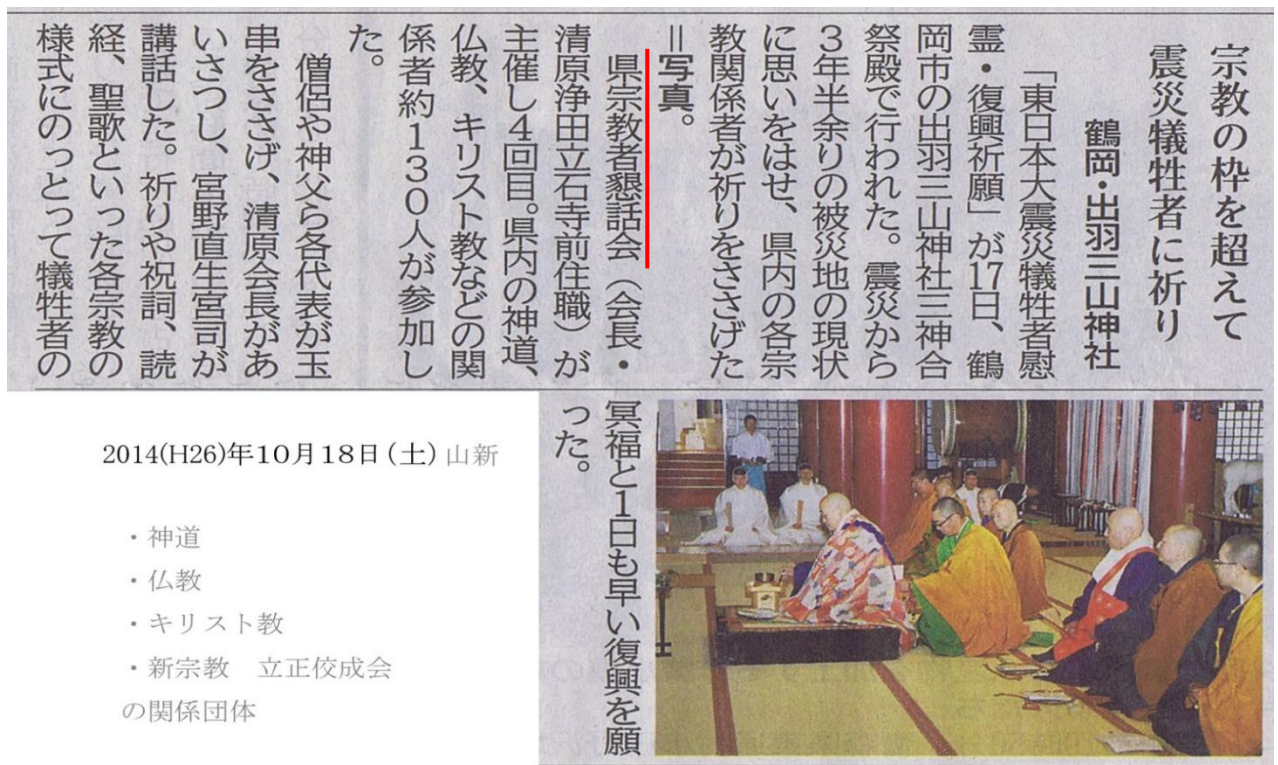 宗教の枠を超えて
震災犠牲者に祈り
鶴岡・出羽三山神社
「東日本大震災犠牲者慰
霊・復興祈願」が17日、鶴
岡市の出羽三山神社三神合
祭殿で行われた。震災から
3年半余りの被災地の現状
に思いをはせ、県内の各宗
教関係者が祈りをささげた
=写真。
県宗教者懇話会（会長・
清原浄田立石寺前住職）が
主催し4回目。県内の神道、
仏教、キリスト教などの関
係者約130人が参加し
た。
僧侶や神父ら各代表が玉
串をささげ、清原会長があ
いさつし、宮野直生宮司が
講話した。祈りや祝詞、読
経、聖歌といった各宗教の
様式にのっとって犠牲者の
冥福と1日も早い復興を願
った。
2014(H26)年10月18日(土) 山新
・神道
・仏教
・キリスト教
・新宗教　立正佼成会
の関係団体